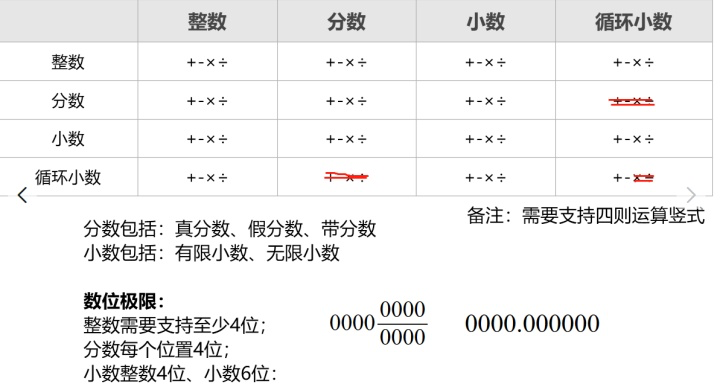 整数 分数 小数 循环小数
整数 +-×÷ +-×÷ +-×÷ +-×÷
分数 +-×÷ +-×÷ +-×÷ +-×÷
小数 +-×÷ +-×÷ +-×÷ +-×÷
循环小数 +-×÷ +-×÷ +-×÷ +-×÷
备注：需要支持四则运算竖式
分数包括：真分数、假分数、带分数
小数包括：有限小数、无限小数
数位极限：
整数需要支持至少4位；
分数每个位置4位；
小数整数4位、小数6位：
0000 0000/0000 0000.000000